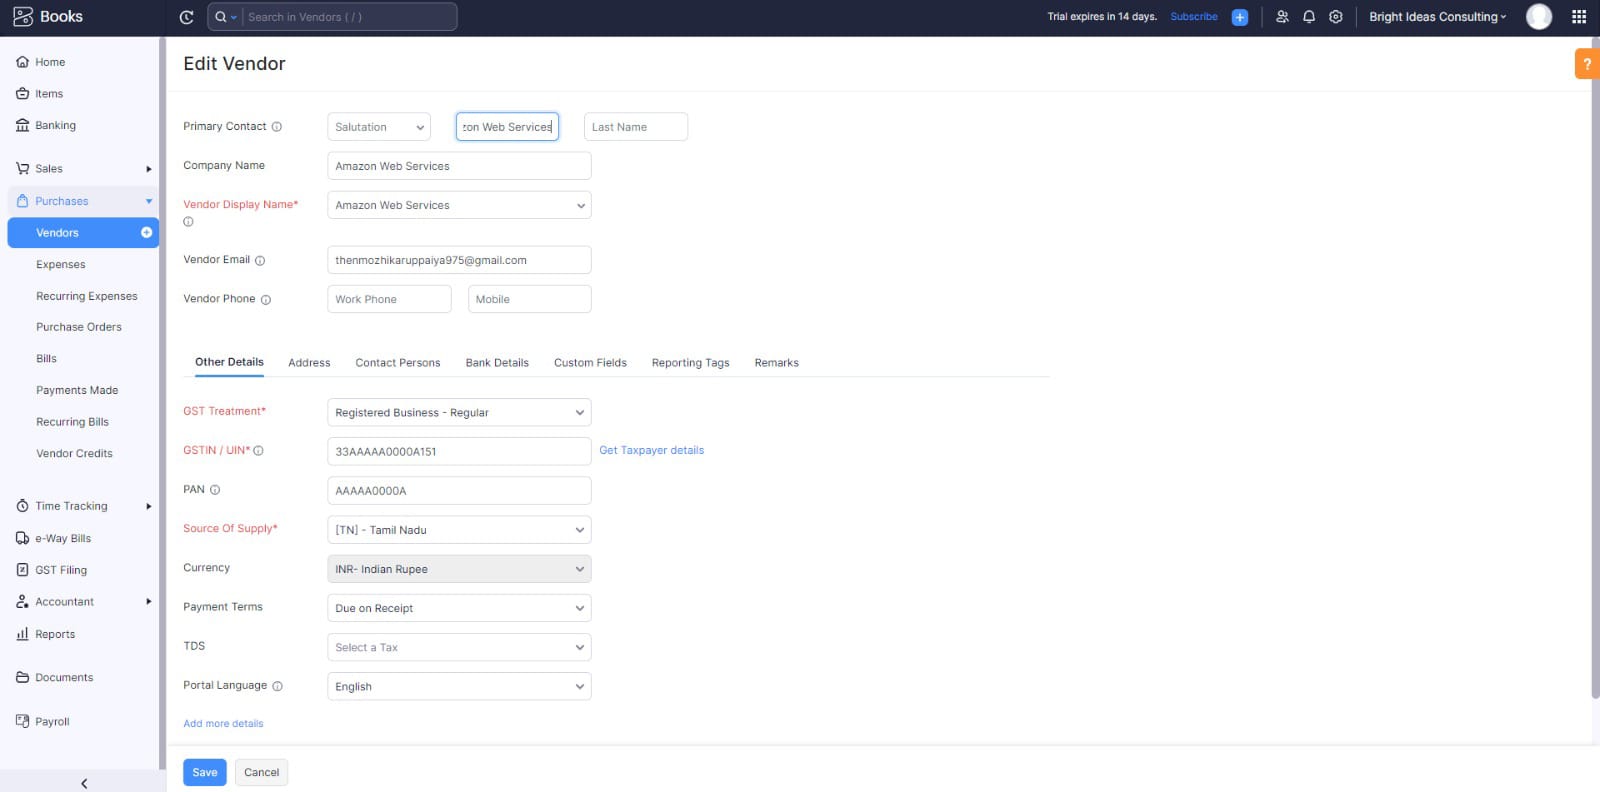 Books
Search in Vendors ( / )
Trial expires in 14 days. Subscribe
Bright Ideas Consulting
Home
Items
Banking
Sales
Purchases
Vendors
Expenses
Recurring Expenses
Purchase Orders
Bills
Payments Made
Recurring Bills
Vendor Credits
Time Tracking
e-Way Bills
GST Filing
Accountant
Reports
Documents
Payroll
Edit Vendor
?
Primary Contact Salutation zon Web Services Last Name
Company Name Amazon Web Services
Vendor Display Name* Amazon Web Services
Vendor Email thenmozhikaruppaiya975@gmail.com
Vendor Phone Work Phone Mobile
Other Details Address Contact Persons Bank Details Custom Fields Reporting Tags Remarks
GST Treatment* Registered Business - Regular
GSTIN / UIN* 33AAAAA0000A151 Get Taxpayer details
PAN AAAAA0000A
Source Of Supply* [TN] - Tamil Nadu
Currency INR- Indian Rupee
Payment Terms Due on Receipt
TDS Select a Tax
Portal Language English
Add more details
Save Cancel